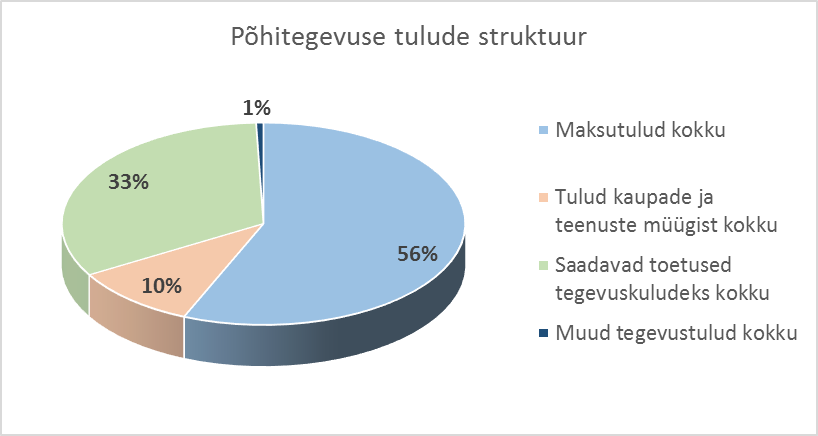 Põhitegevuse tulude struktuur
1%
33%
56%
10%
Maksutulud kokku
Tulud kaupade ja
teenuste müügist kokku
Saadavad toetused
tegevuskuludeks kokku
Muud tegevustulud kokku